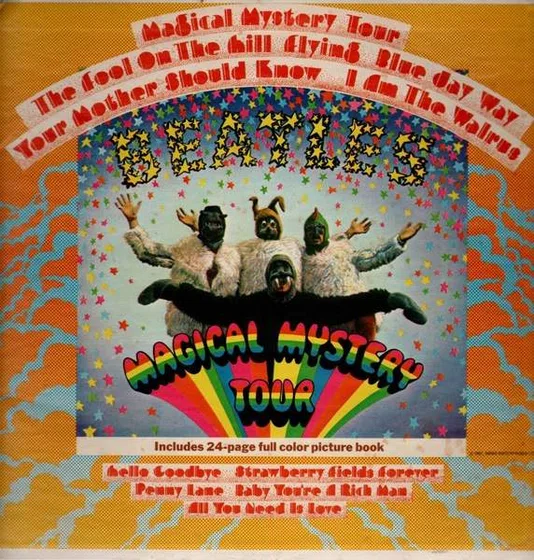 Magical Mystery Tour
The Fool On The Hill Flying Blue Jay Way
Your Mother Should Know I Am The Walrus
BEATLES
MAGICAL MYSTERY
TOUR
Includes 24-page full color picture book
Hello Goodbye Strawberry Fields Forever
Penny Lane Baby You're A Rich Man
All You Need Is Love